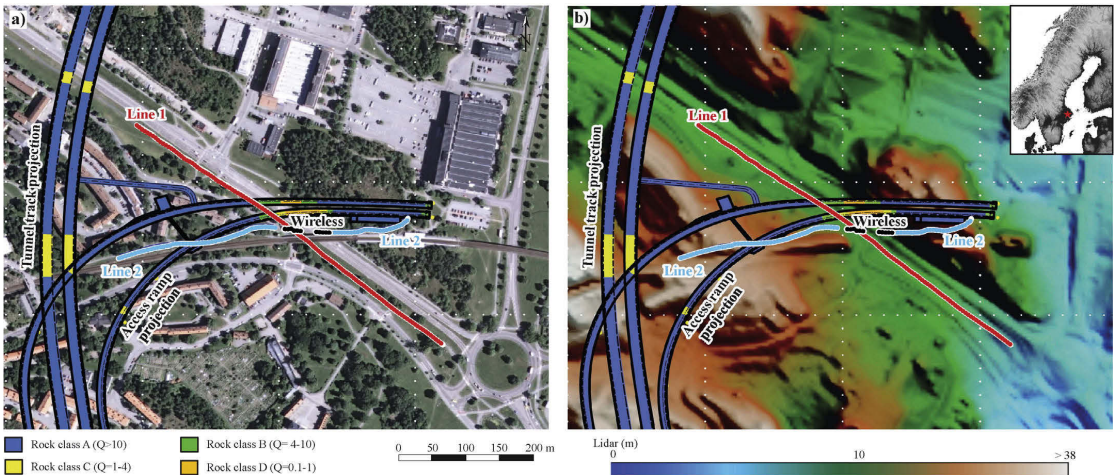 a)
Line 1
Tunnel track projection
Wireless
Line 2
Line 2
Access ramp
projection
b)
Line 1
Tunnel track projection
Wireless
Line 2
Line 2
Access ramp
projection
Rock class A (Q>10)
Rock class B (Q= 4-10)
Rock class C (Q=1-4)
Rock class D (Q=0.1-1)
0 50 100 150 200 m
Lidar (m)
0 10 > 38